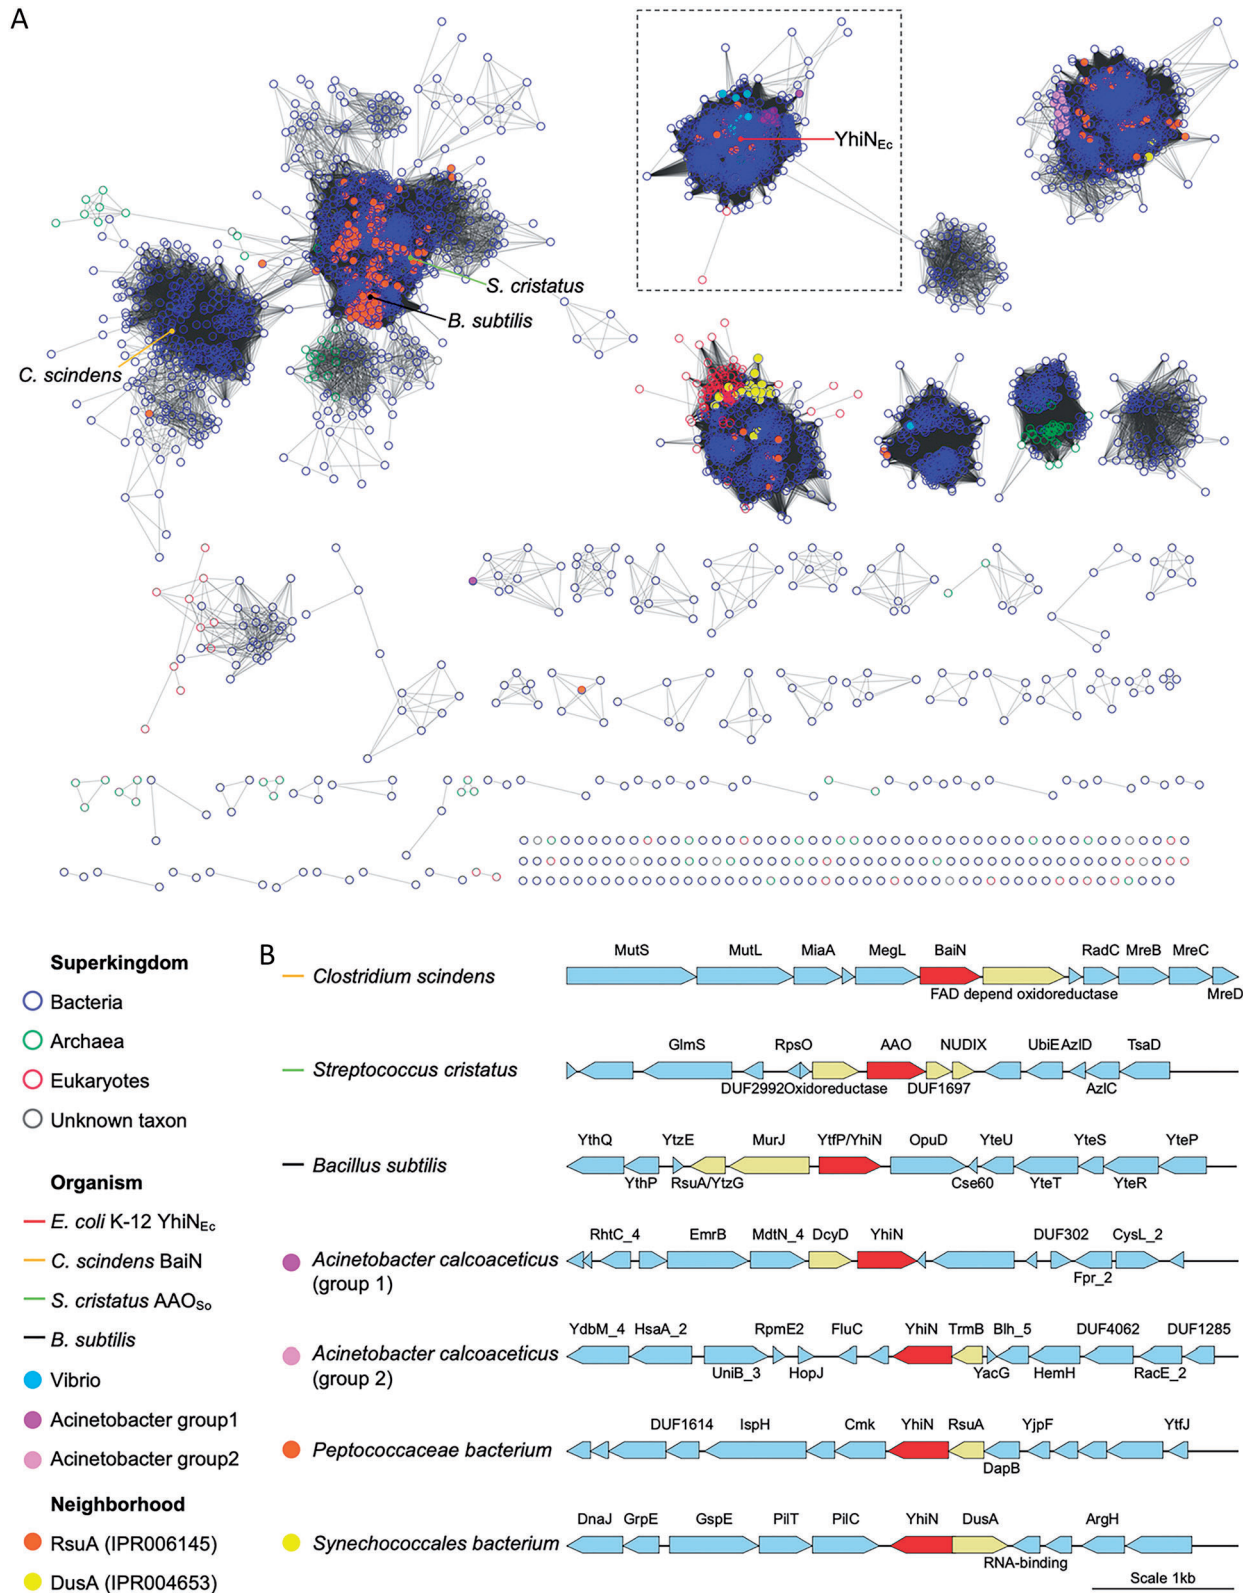 A
YhiNEc
S. cristatus
B. subtilis
C. scindens
Superkingdom
Bacteria
Archaea
Eukaryotes
Unknown taxon
Organism
E. coli K-12 YhiNEc
C. scindens BaiN
S. cristatus AAOSo
B. subtilis
Vibrio
Acinetobacter group1
Acinetobacter group2
Neighborhood
RsuA (IPR006145)
DusA (IPR004653)
B
Clostridium scindens
MutS MutL MiaA MegL BaiN RadC MreB MreC
FAD depend oxidoreductase MreD
Streptococcus cristatus
GlmS RpsO AAO NUDIX UbiE AzlD TsaD
DUF2992 Oxidoreductase DUF1697 AzlC
Bacillus subtilis
YthQ YtzE MurJ YtfP/YhiN OpuD YteU YteS YteP
YthP RsuA/YtzG Cse60 YteT YteR
Acinetobacter calcoaceticus
(group 1)
RhtC_4 EmrB MdtN_4 DcyD YhiN DUF302 CysL_2
Fpr_2
Acinetobacter calcoaceticus
(group 2)
YdbM_4 HsaA_2 RpmE2 FluC YhiN TrmB Blh_5 DUF4062 DUF1285
UniB_3 HopJ YacG HemH RacE_2
Peptococcaceae bacterium
DUF1614 IspH Cmk YhiN RsuA YjpF YtfJ
DapB
Synechococcales bacterium
DnaJ GrpE GspE PilT PilC YhiN DusA ArgH
RNA-binding
Scale 1kb